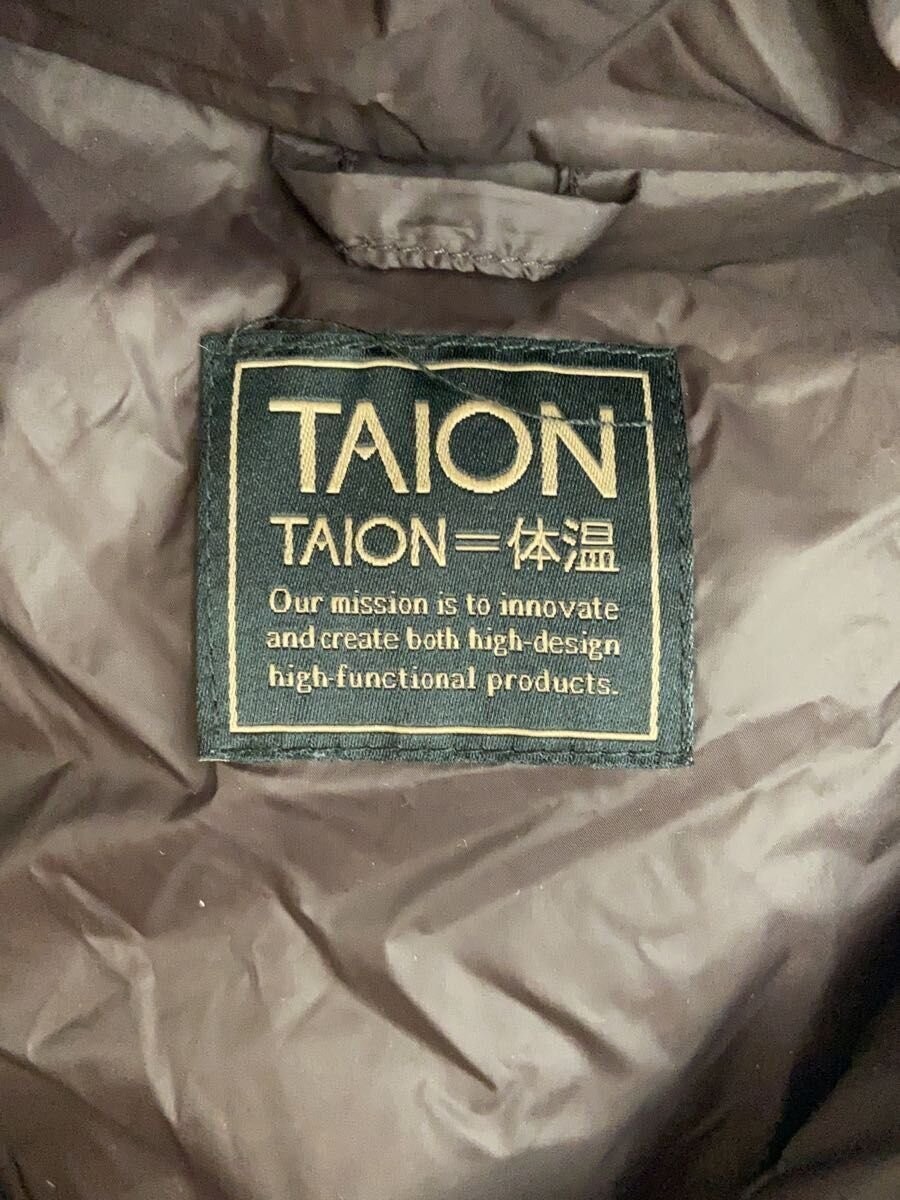 TAION
TAION=体温
Our mission is to innovate
and create both high-design
high-functional products.